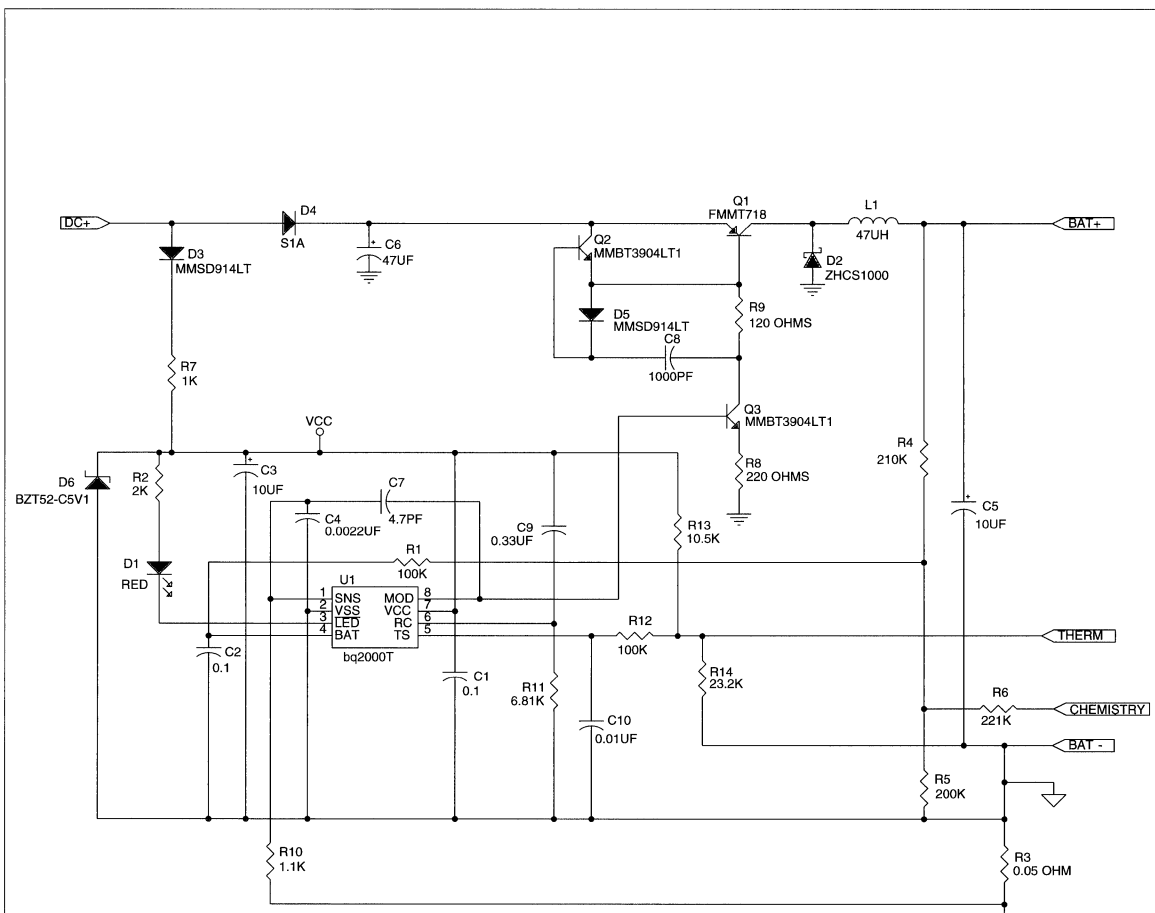 DC+
D4
S1A
D3
MMSD914LT
C6
47UF
+
Q2
MMBT3904LT1
Q1
FMMT718
L1
47UH
BAT+
D2
ZHCS1000
D5
MMSD914LT
C8
1000PF
R9
120 OHMS
R7
1K
Q3
MMBT3904LT1
VCC
R8
220 OHMS
R4
210K
D6
BZT52-C5V1
R2
2K
+
C3
10UF
C7
4.7PF
C4
0.0022UF
C9
0.33UF
R13
10.5K
+
C5
10UF
R1
100K
D1
RED
U1
1 SNS MOD 8
2 VSS VCC 7
3 LED RC 6
4 BAT TS 5
bq2000T
C2
0.1
C1
0.1
R11
6.81K
R12
100K
THERM
R14
23.2K
C10
0.01UF
R6
221K
CHEMISTRY
BAT -
R5
200K
R10
1.1K
R3
0.05 OHM